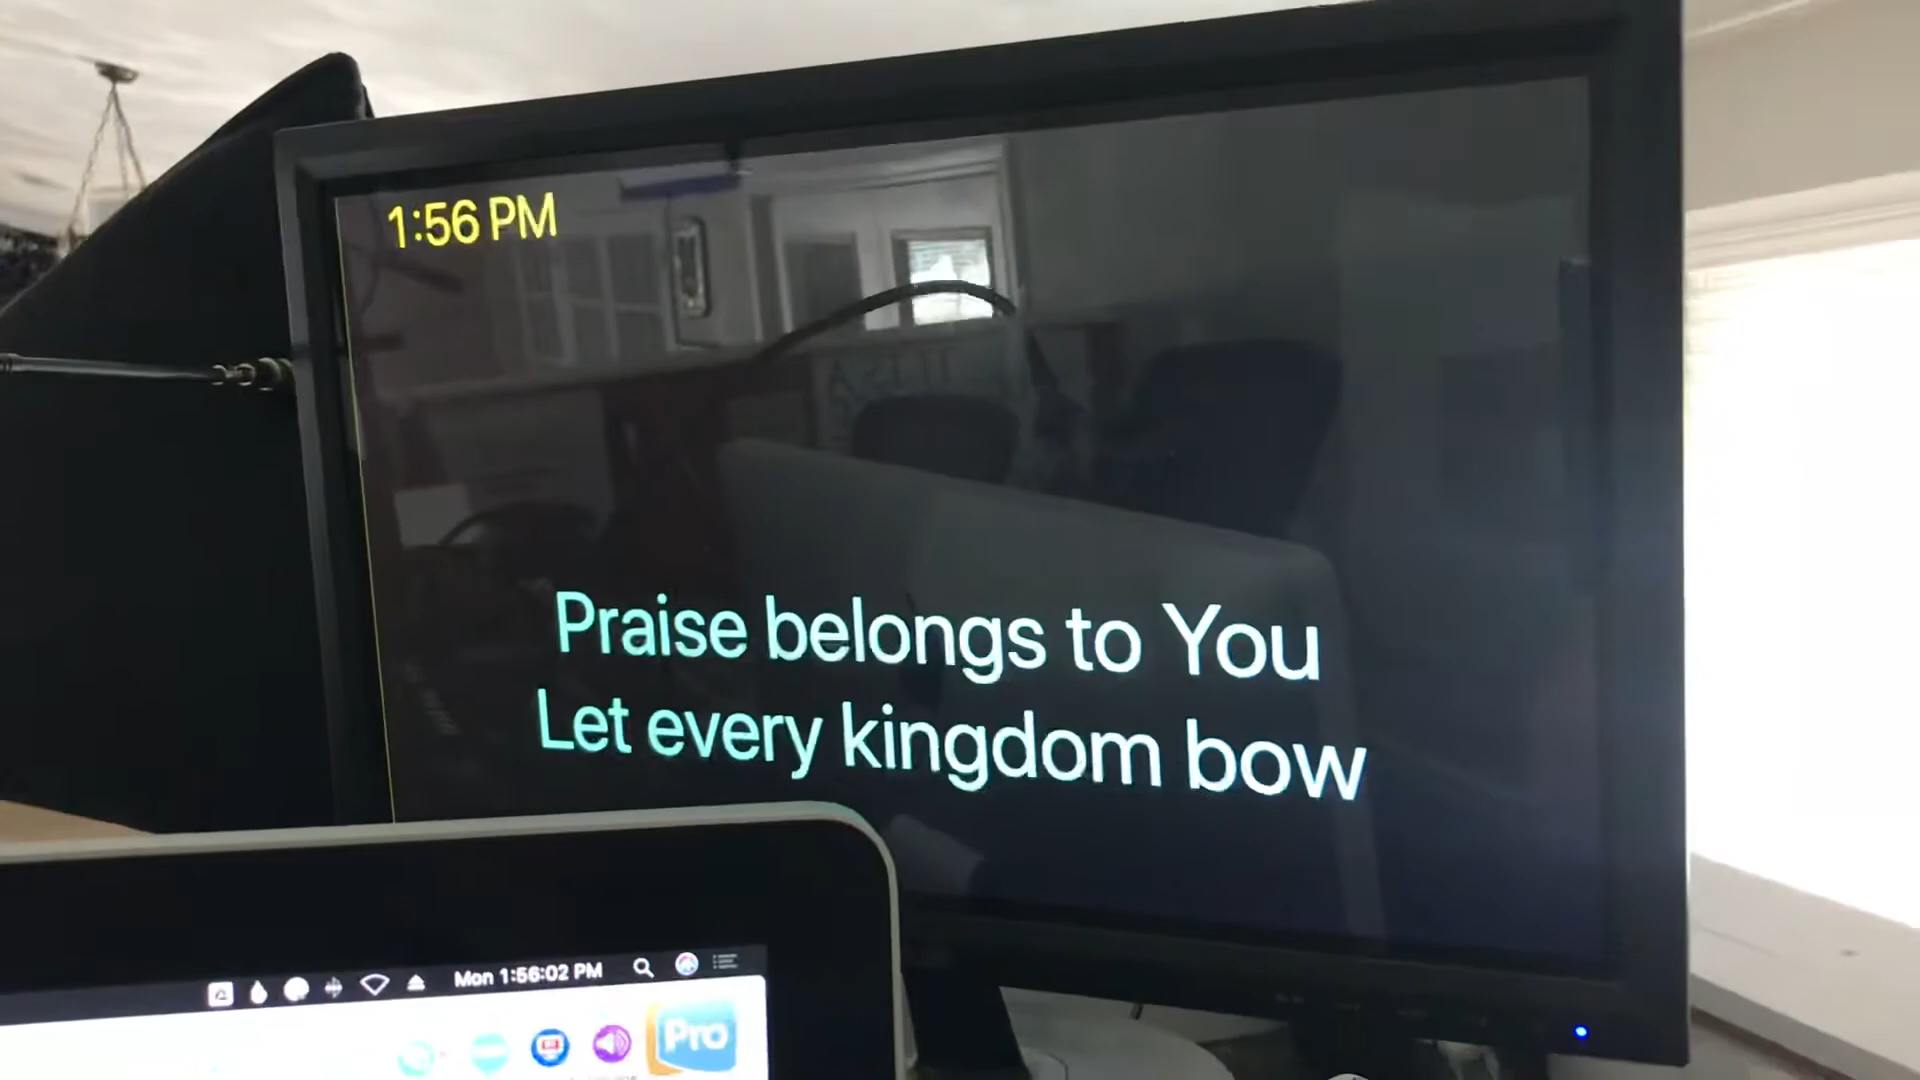 1:56 PM
Praise belongs to You
Let every kingdom bow
Mon 1:56:02 PM
Pro